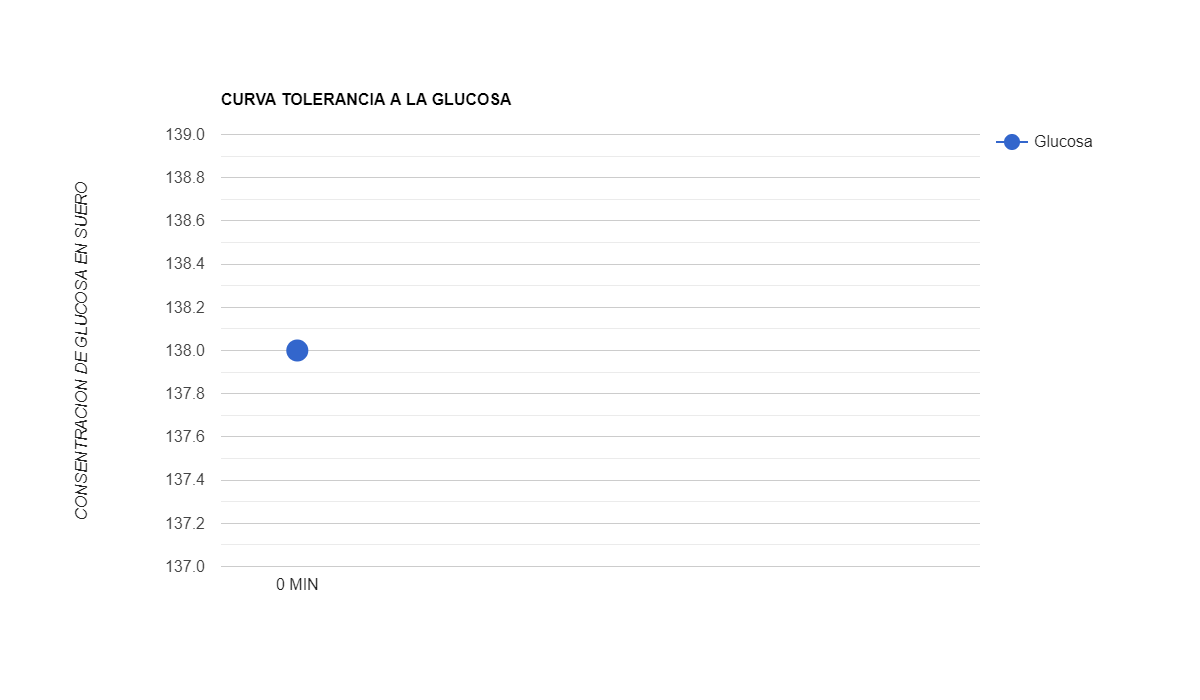 CURVA TOLERANCIA A LA GLUCOSA
139.0
138.8
138.6
138.4
138.2
138.0
137.8
137.6
137.4
137.2
137.0
0 MIN
CONSENTRACION DE GLUCOSA EN SUERO
Glucosa